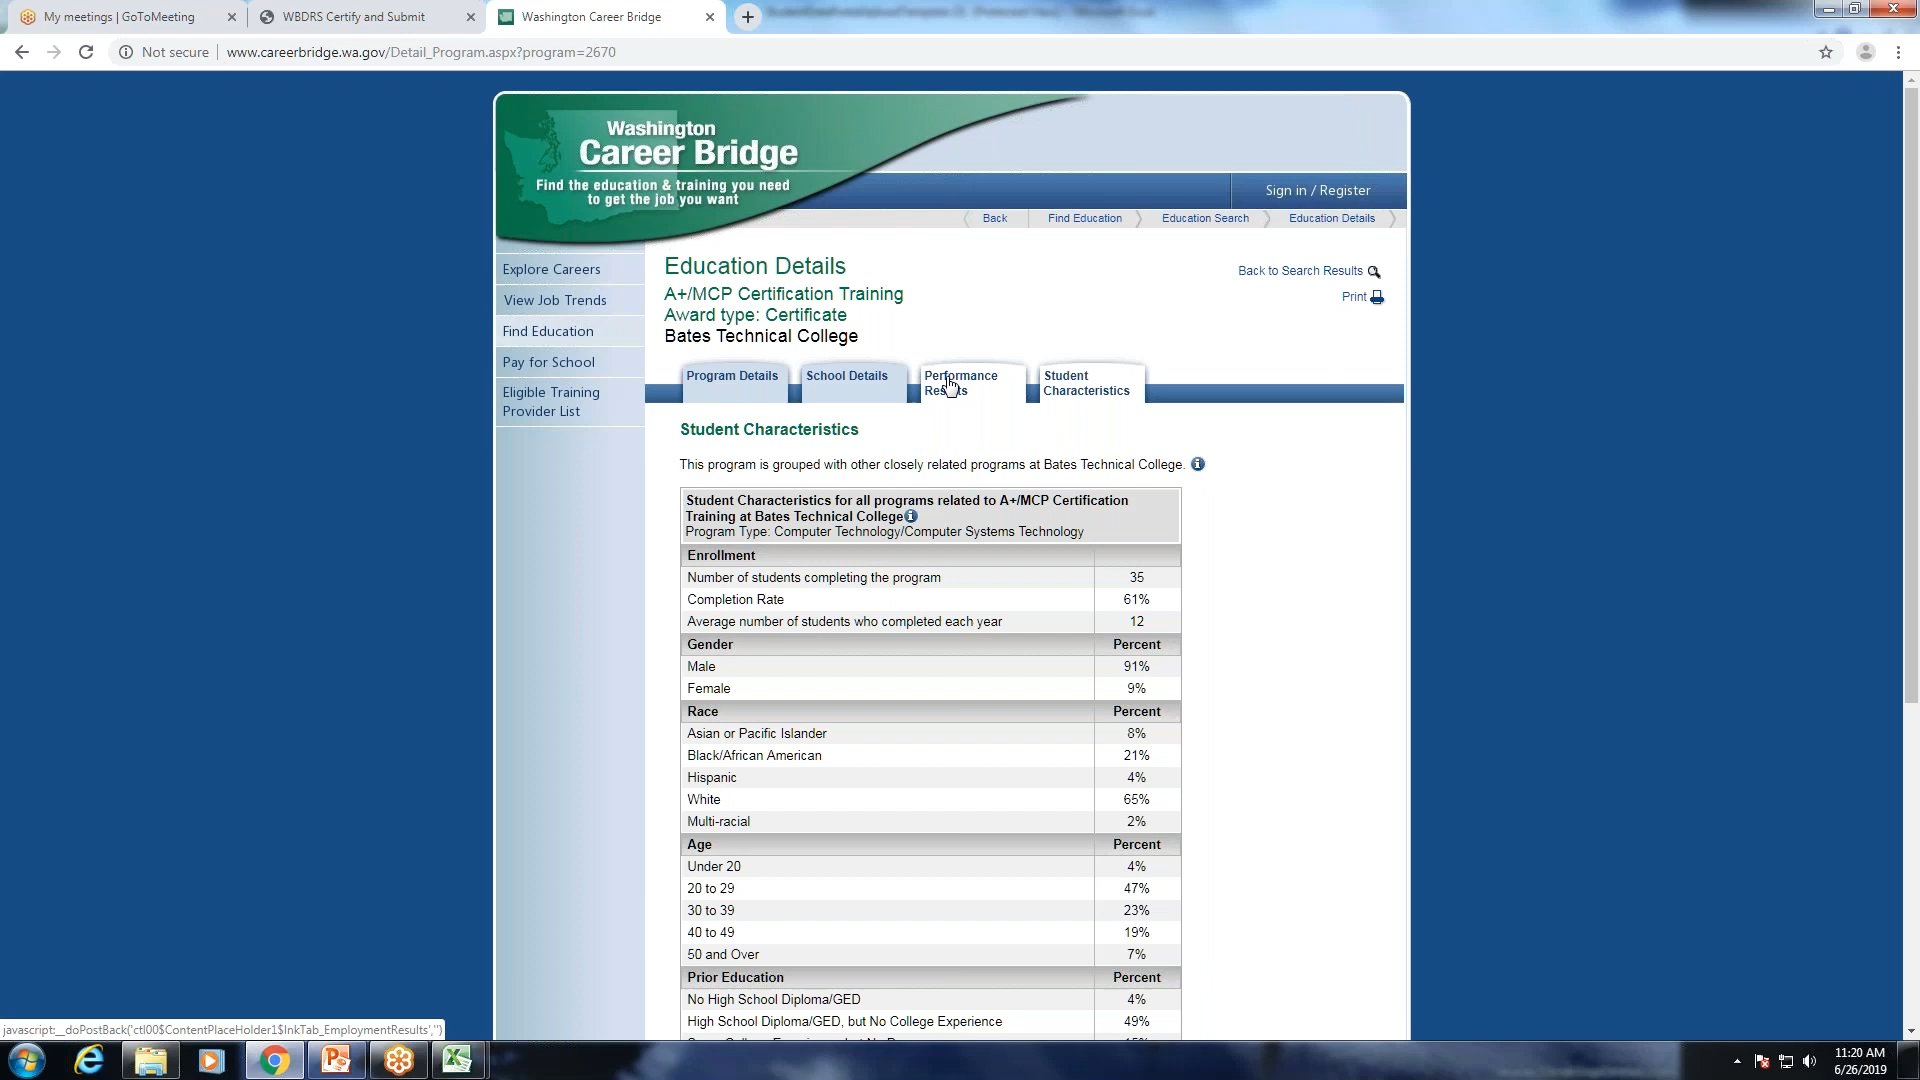 My meetings | GoToMeeting
WBDRS Certify and Submit
Washington Career Bridge
Not secure
www.careerbridge.wa.gov/Detail_Program.aspx?program=2670
Washington
Career Bridge
Find the education & training you need
to get the job you want
Sign in / Register
Back
Find Education
Education Search
Education Details
Explore Careers
View Job Trends
Find Education
Pay for School
Eligible Training
Provider List
Education Details
Back to Search Results
A+/MCP Certification Training
Print
Award type: Certificate
Bates Technical College
Program Details
School Details
Performance
Results
Student
Characteristics
Student Characteristics
This program is grouped with other closely related programs at Bates Technical College.
Student Characteristics for all programs related to A+/MCP Certification
Training at Bates Technical College
Program Type: Computer Technology/Computer Systems Technology
Enrollment
Number of students completing the program 35
Completion Rate 61%
Average number of students who completed each year 12
Gender Percent
Male 91%
Female 9%
Race Percent
Asian or Pacific Islander 8%
Black/African American 21%
Hispanic 4%
White 65%
Multi-racial 2%
Age Percent
Under 20 4%
20 to 29 47%
30 to 39 23%
40 to 49 19%
50 and Over 7%
Prior Education Percent
No High School Diploma/GED 4%
High School Diploma/GED, but No College Experience 49%
javascript:__doPostBack('ctl00$ContentPlaceHolder1$lnkTab_EmploymentResults','')
11:20 AM
6/26/2019